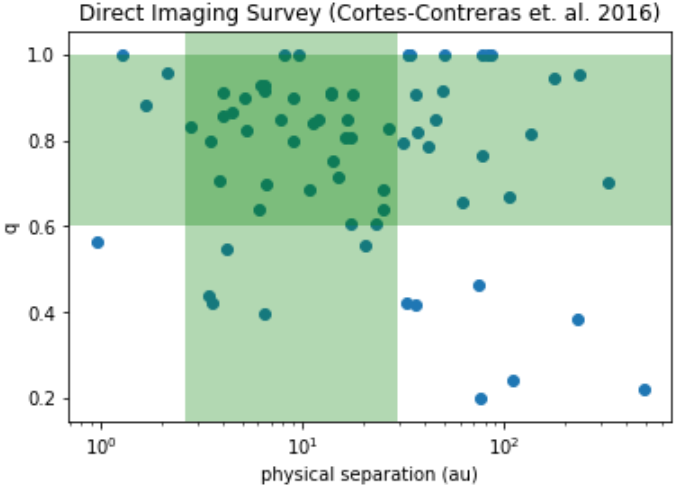 Direct Imaging Survey (Cortes-Contreras et. al. 2016)
1.0
0.8
0.6
0.4
0.2
q
10⁰
10¹
10²
physical separation (au)